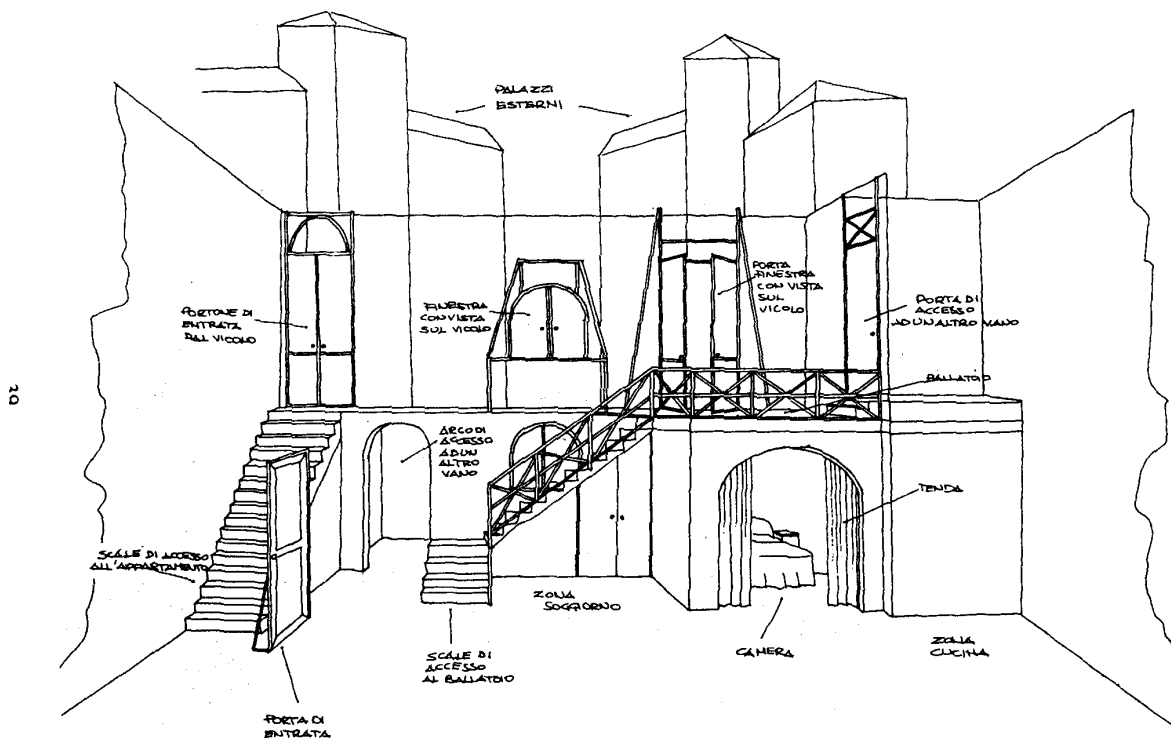 PALAZZI
ESTERNI
PORTONE DI
ENTRATA
DAL VICOLO
FINESTRA
CON VISTA
SUL VICOLO
PORTA
FINESTRA
CON VISTA
SUL
VICOLO
PORTA DI
ACCESSO
AD UN ALTRO VANO
BALLATOIO
20
ARCO DI
ACCESSO
AD UN
ALTRO
VANO
TENDA
SCALE DI ACCESSO
ALL'APPARTAMENTO
ZONA
SOGGIORNO
SCALE DI
ACCESSO
AL BALLATOIO
CAMERA
ZONA
CUCINA
PORTA DI
ENTRATA